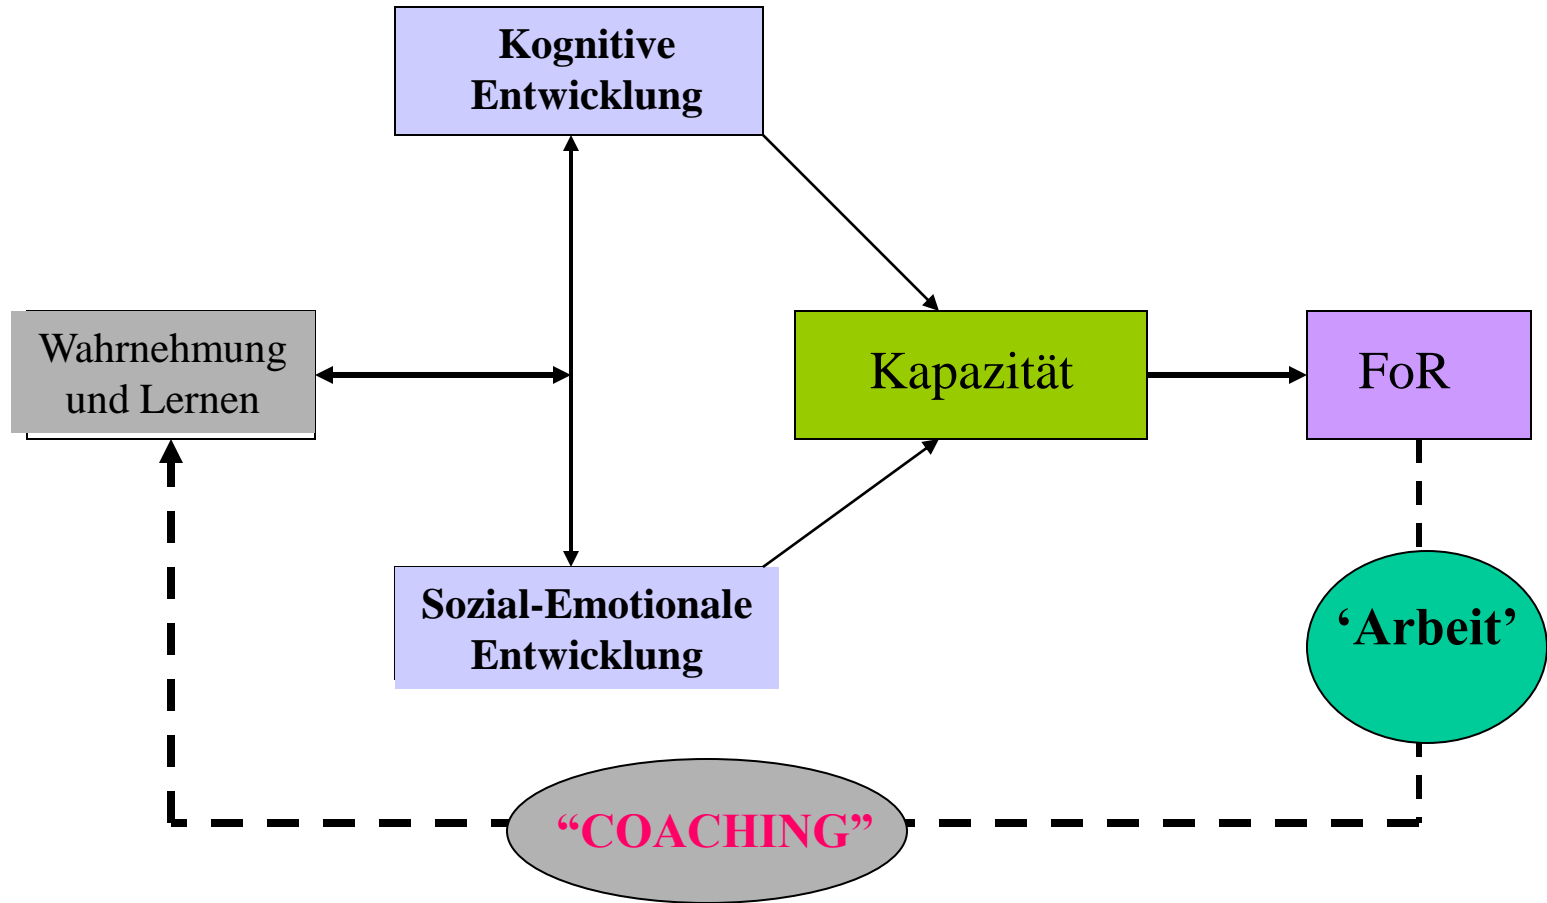 Kognitive
Entwicklung
Wahrnehmung
und Lernen
Kapazität
FoR
Sozial-Emotionale
Entwicklung
‘Arbeit’
“COACHING”